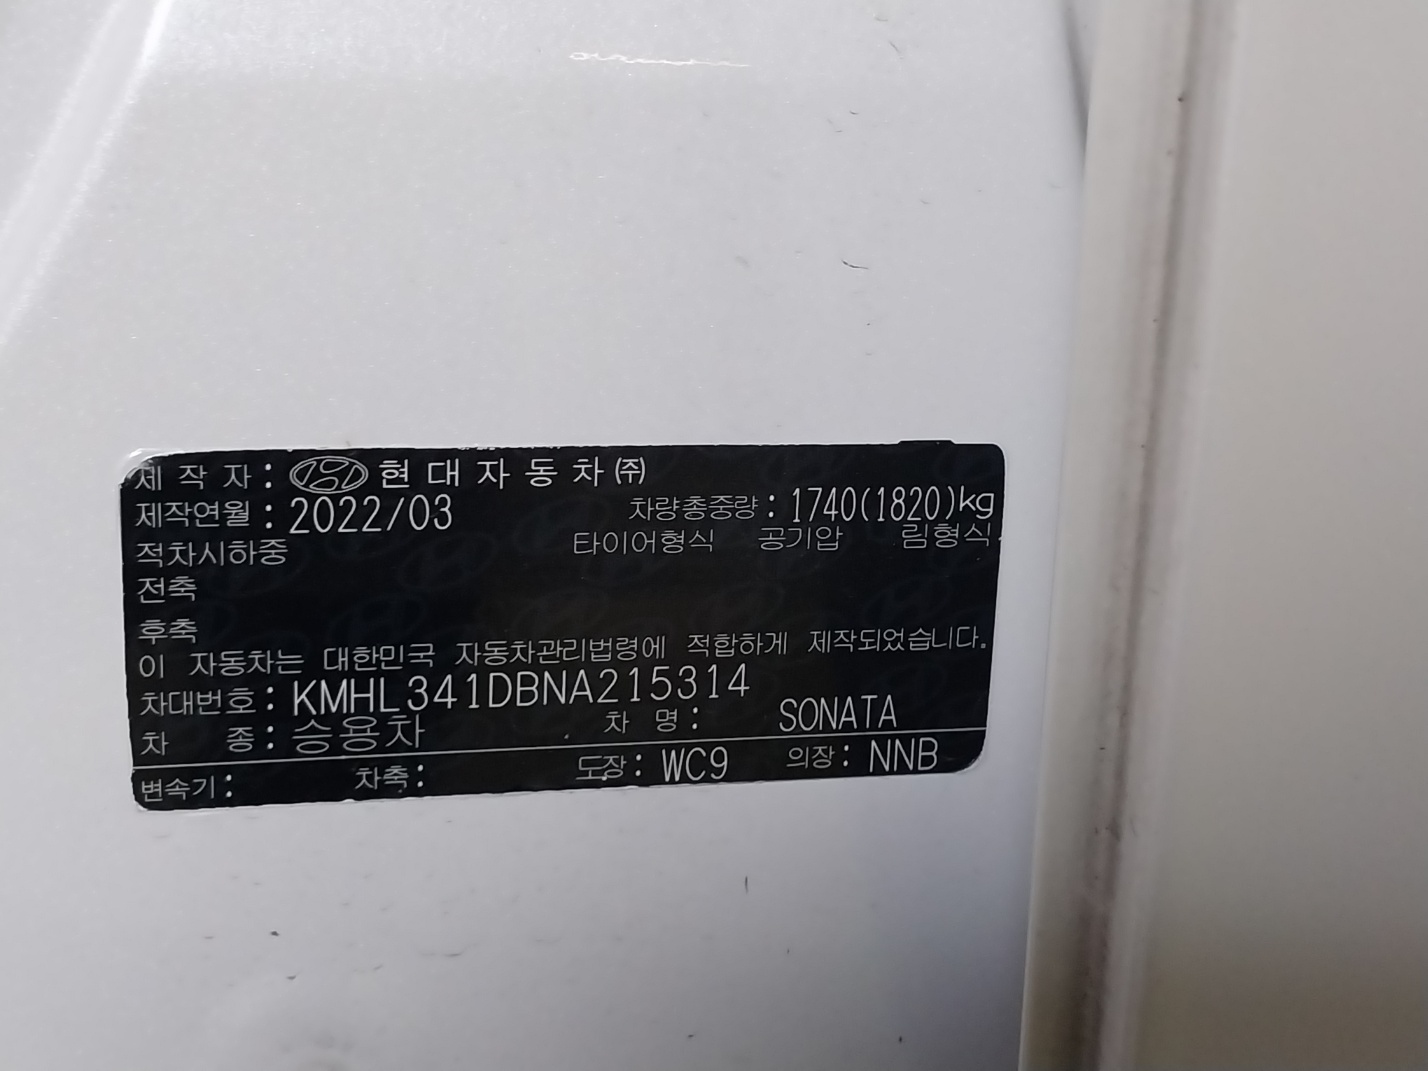 제작자: 현대자동차㈜
제작연월: 2022/03 차량총중량: 1740(1820)kg
적차시하중 타이어형식 공기압 림형식
전축
후축
이 자동차는 대한민국 자동차관리법령에 적합하게 제작되었습니다.
차대번호: KMHL341DBNA215314
차종: 승용차 차명: SONATA
변속기: 차축: 도장: WC9 의장: NNB